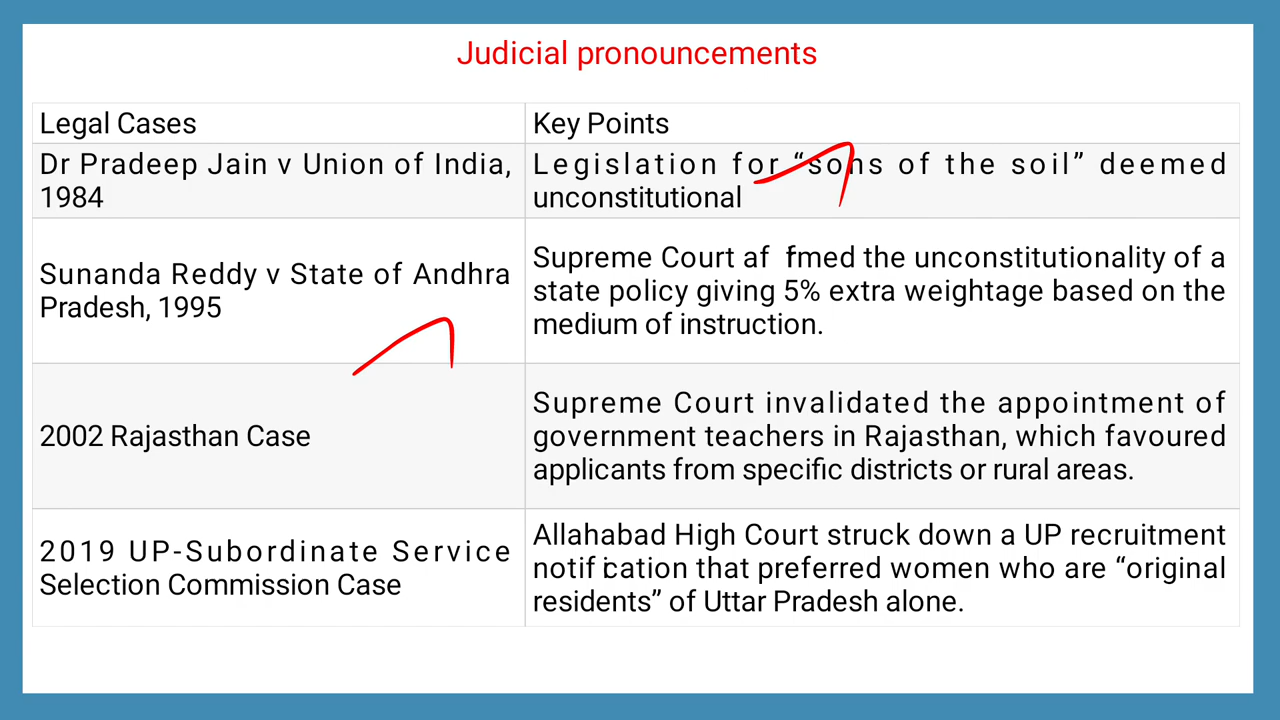 Judicial pronouncements
Legal Cases
Key Points
Dr Pradeep Jain v Union of India,
1984
Legislation for “sons of the soil” deemed
unconstitutional
Sunanda Reddy v State of Andhra
Pradesh, 1995
Supreme Court af fmed the unconstitutionality of a
state policy giving 5% extra weightage based on the
medium of instruction.
2002 Rajasthan Case
Supreme Court invalidated the appointment of
government teachers in Rajasthan, which favoured
applicants from specific districts or rural areas.
2019 UP-Subordinate Service
Selection Commission Case
Allahabad High Court struck down a UP recruitment
notif ication that preferred women who are “original
residents” of Uttar Pradesh alone.